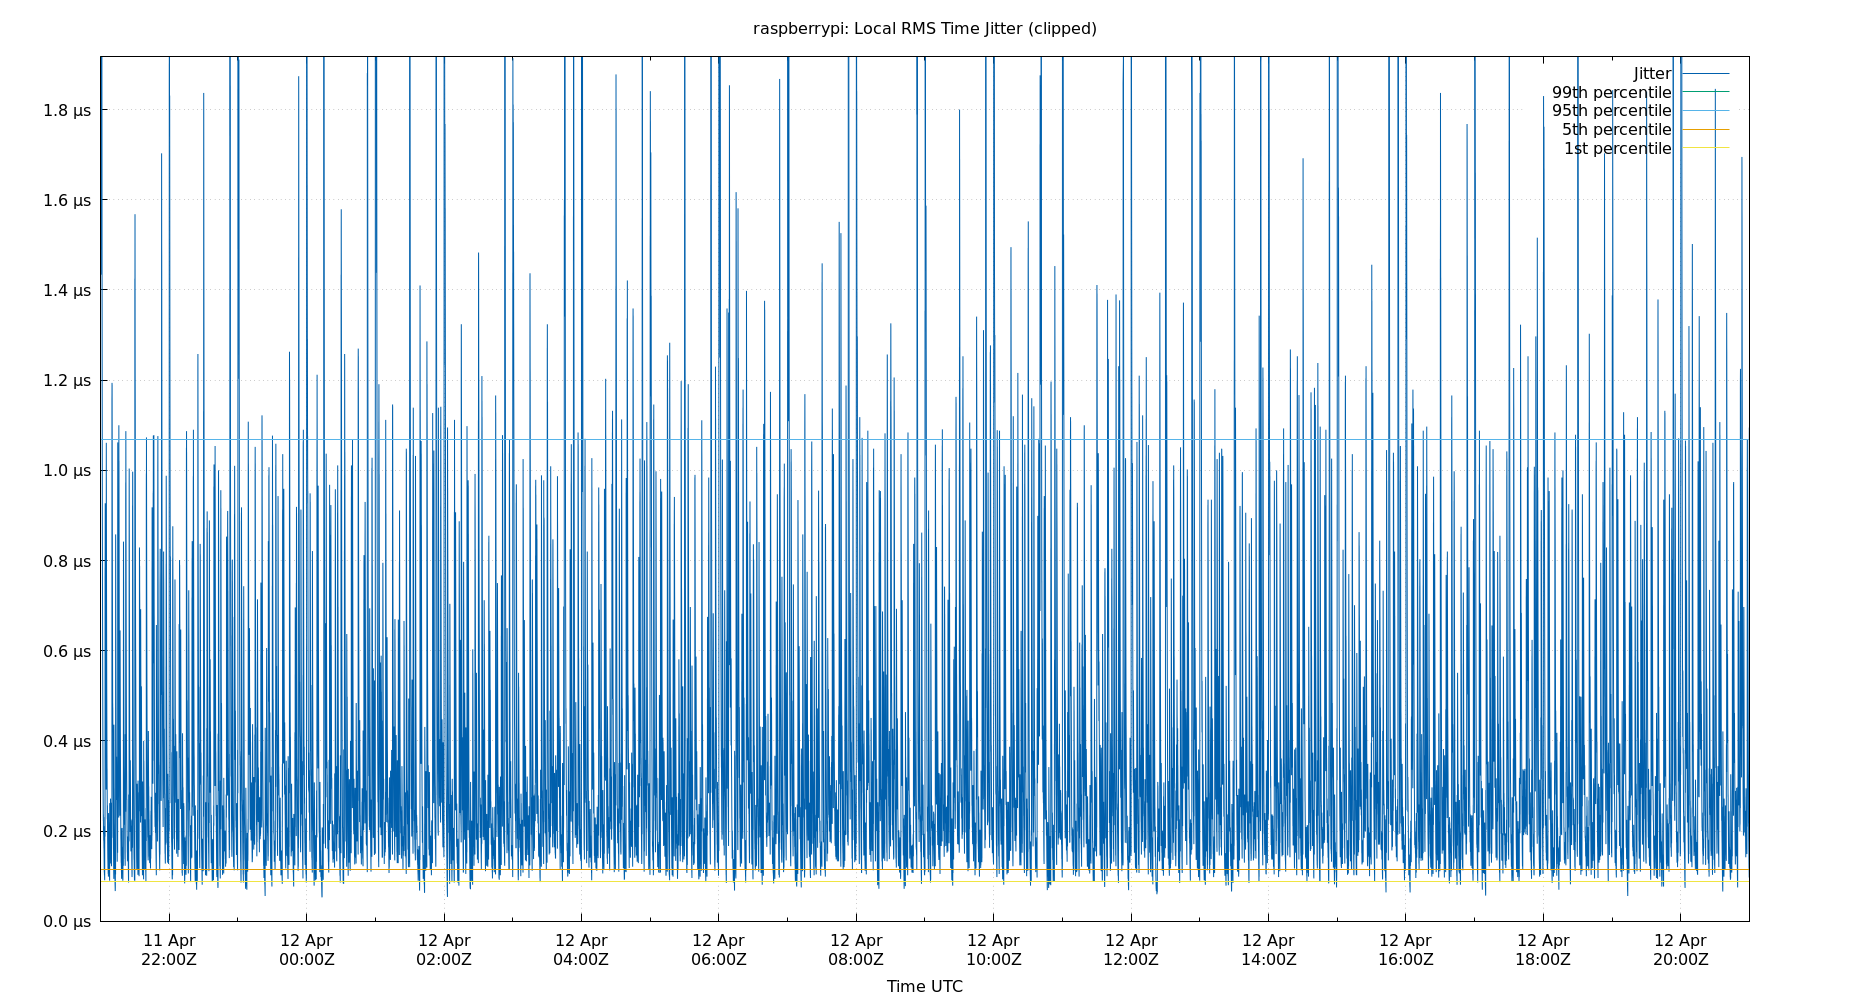 raspberrypi: Local RMS Time Jitter (clipped)
Jitter
99th percentile
95th percentile
5th percentile
1st percentile
1.8 µs
1.6 µs
1.4 µs
1.2 µs
1.0 µs
0.8 µs
0.6 µs
0.4 µs
0.2 µs
0.0 µs
11 Apr 12 Apr 12 Apr 12 Apr 12 Apr 12 Apr 12 Apr 12 Apr 12 Apr 12 Apr 12 Apr 12 Apr
22:00Z 00:00Z 02:00Z 04:00Z 06:00Z 08:00Z 10:00Z 12:00Z 14:00Z 16:00Z 18:00Z 20:00Z
Time UTC